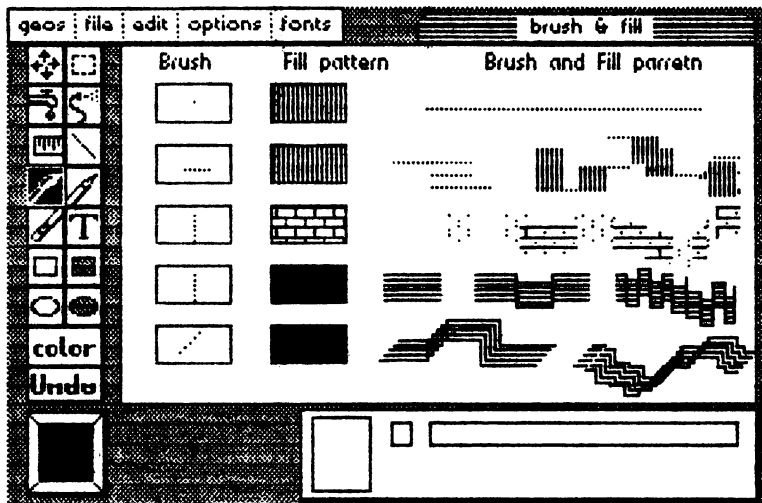 geos file edit options fonts
brush & fill
Brush Fill pattern Brush and Fill parretn
T
color
Undo